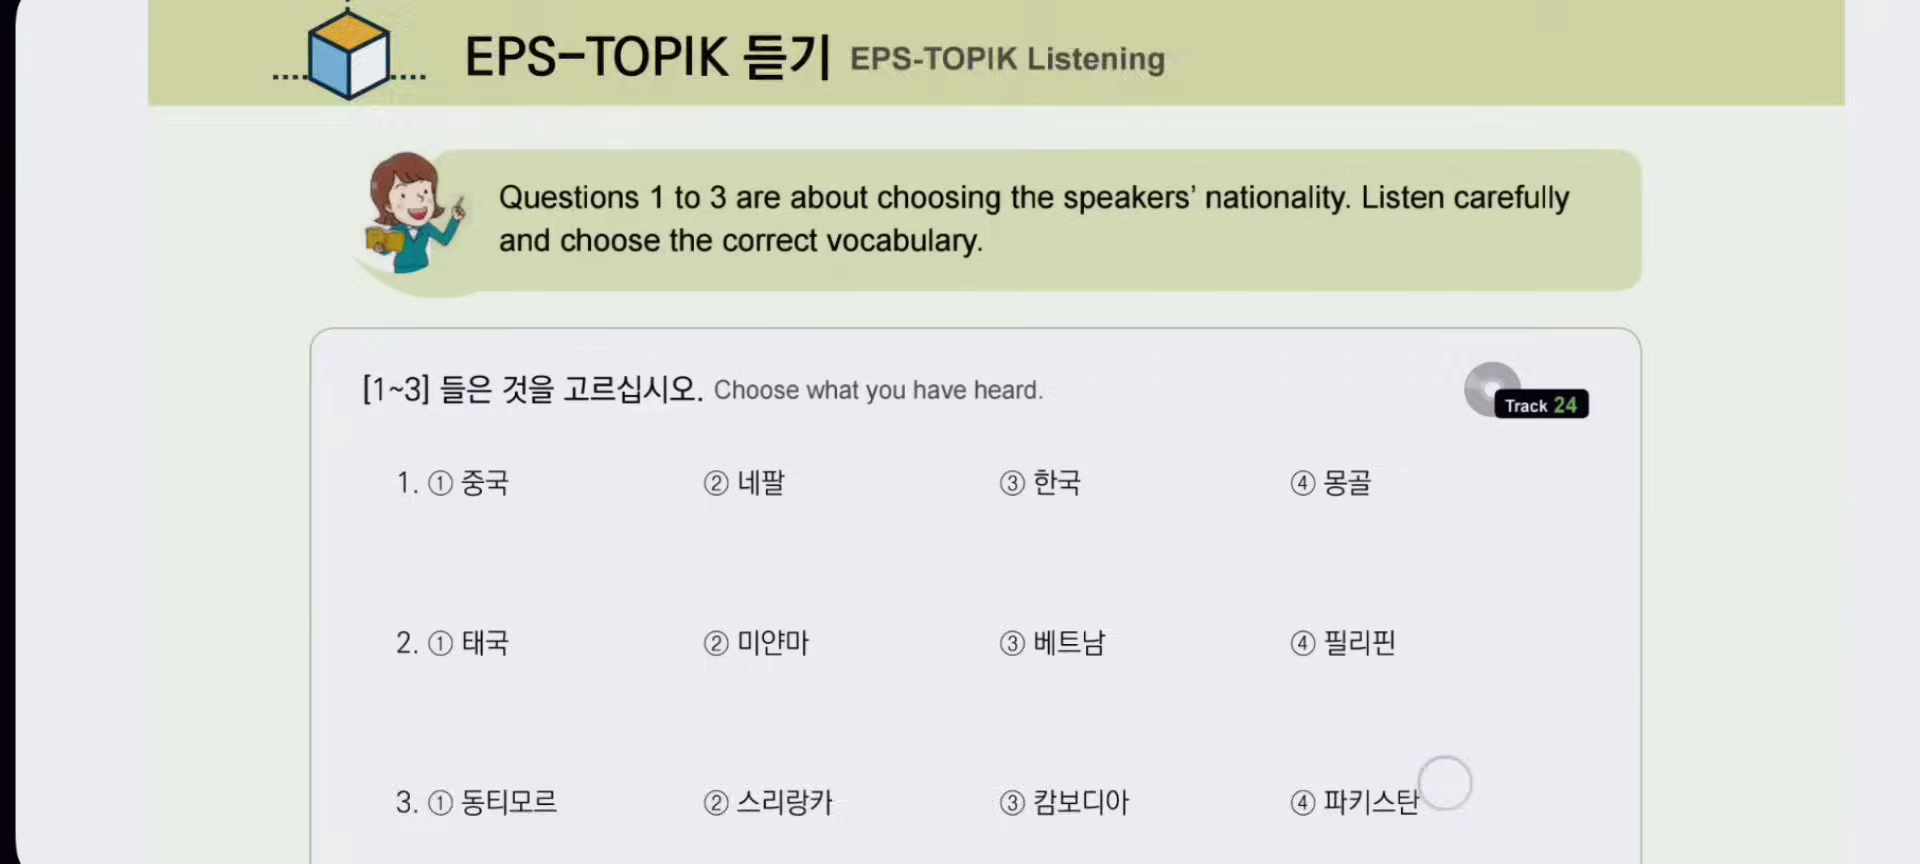 EPS-TOPIK 듣기 EPS-TOPIK Listening
Questions 1 to 3 are about choosing the speakers' nationality. Listen carefully
and choose the correct vocabulary.
[1~3] 들은 것을 고르십시오. Choose what you have heard.
Track 24
1. ① 중국 ② 네팔 ③ 한국 ④ 몽골
2. ① 태국 ② 미얀마 ③ 베트남 ④ 필리핀
3. ① 동티모르 ② 스리랑카 ③ 캄보디아 ④ 파키스탄